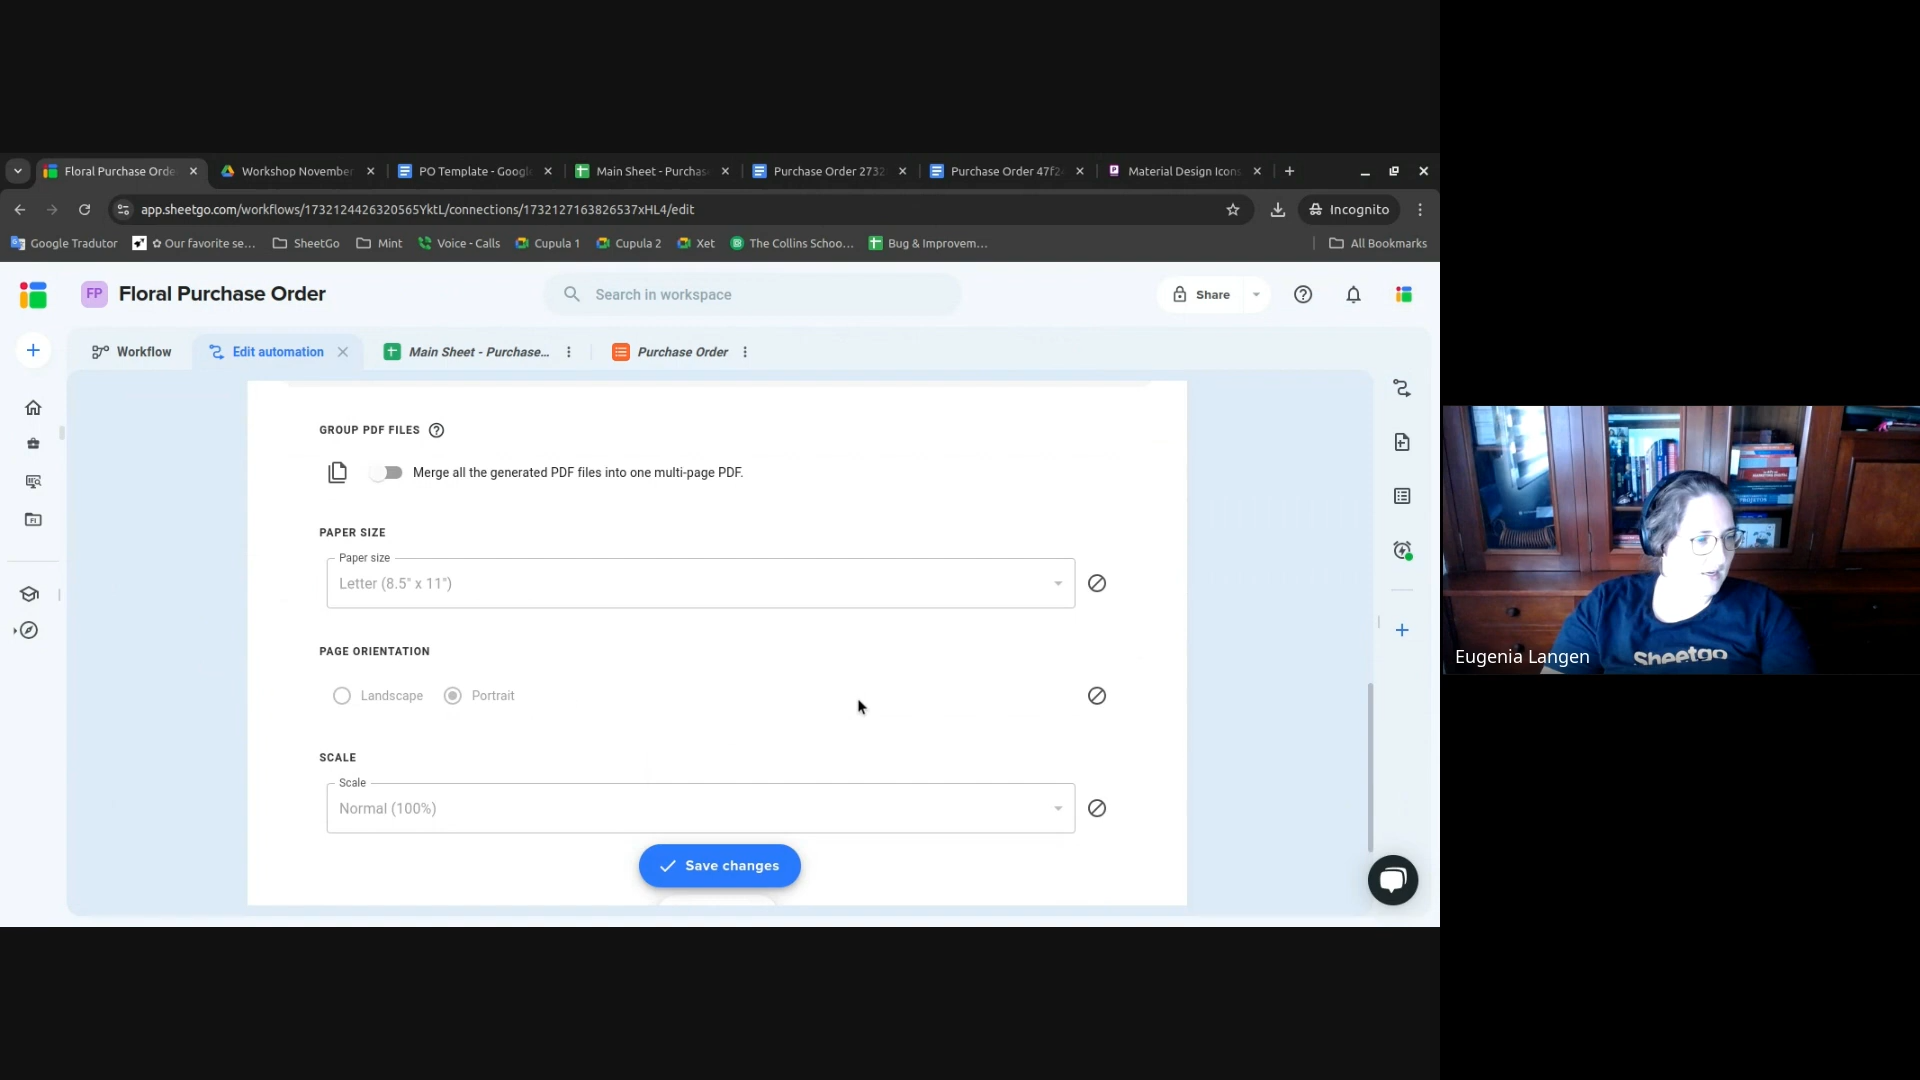 Floral Purchase Orde
Workshop November
PO Template - Googl
Main Sheet - Purchas
Purchase Order 2732
Purchase Order 47f2
Material Design Icons
app.sheetgo.com/workflows/1732124426320565YktL/connections/1732127163826537xHL4/edit
Incognito
Google Tradutor
✿ Our favorite se...
SheetGo
Mint
Voice - Calls
Cupula 1
Cupula 2
Xet
The Collins Schoo...
Bug & Improvem...
All Bookmarks
FP
Floral Purchase Order
Search in workspace
Share
Workflow
Edit automation
Main Sheet - Purchase...
Purchase Order
GROUP PDF FILES
Merge all the generated PDF files into one multi-page PDF.
PAPER SIZE
Paper size
Letter (8.5" x 11")
PAGE ORIENTATION
Landscape
Portrait
SCALE
Scale
Normal (100%)
Save changes
FI
Eugenia Langen
Sheetgo